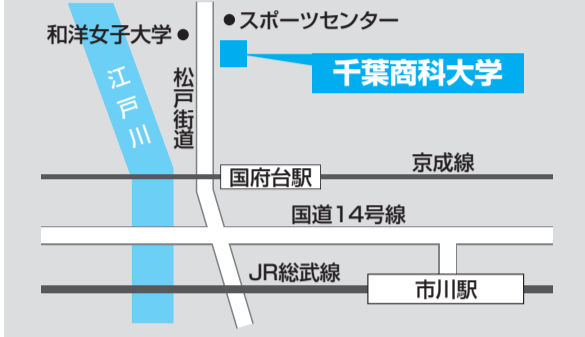 スポーツセンター
和洋女子大学
千葉商科大学
江戸川
松戸街道
京成線
国府台駅
国道14号線
JR総武線
市川駅